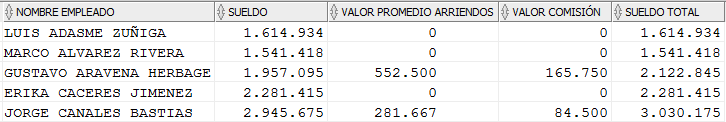 NOMBRE EMPLEADO SUELDO VALOR PROMEDIO ARRIENDOS VALOR COMISIÓN SUELDO TOTAL
LUIS ADASME ZUÑIGA 1.614.934 0 0 1.614.934
MARCO ALVAREZ RIVERA 1.541.418 0 0 1.541.418
GUSTAVO ARAVENA HERBAGE 1.957.095 552.500 165.750 2.122.845
ERIKA CACERES JIMENEZ 2.281.415 0 0 2.281.415
JORGE CANALES BASTIAS 2.945.675 281.667 84.500 3.030.175